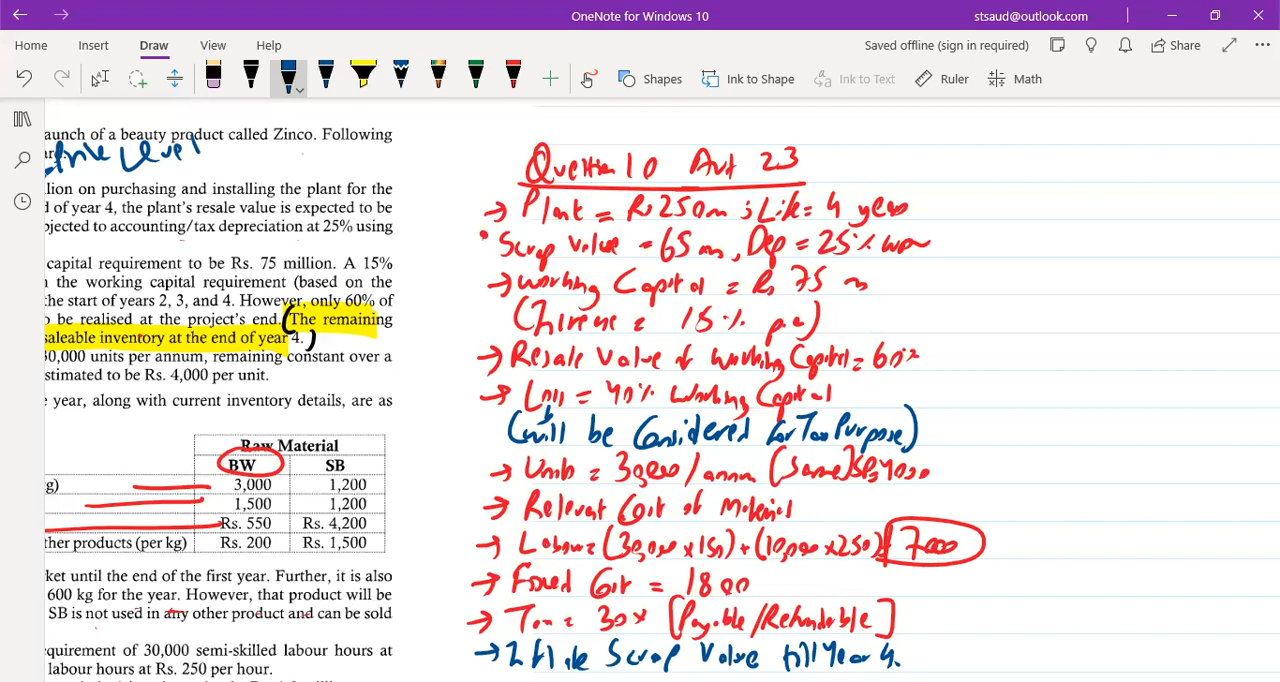 OneNote for Windows 10
stsaud@outlook.com
Home Insert Draw View Help
Saved offline (sign in required) Share
Shapes Ink to Shape Ink to Text Ruler Math
aunch of a beauty product called Zinco. Following
Level
lion on purchasing and installing the plant for the
d of year 4, the plant's resale value is expected to be
jected to accounting/tax depreciation at 25% using
capital requirement to be Rs. 75 million. A 15%
the working capital requirement (based on the
the start of years 2, 3, and 4. However, only 60% of
o be realised at the project's end. (The remaining
saleable inventory at the end of year 4.)
30,000 units per annum, remaining constant over a
stimated to be Rs. 4,000 per unit.
e year, along with current inventory details, are as
Raw Material
BW SB
g) 3,000 1,200
1,500 1,200
Rs. 550 Rs. 4,200
ther products (per kg) Rs. 200 Rs. 1,500
ket until the end of the first year. Further, it is also
600 kg for the year. However, that product will be
SB is not used in any other product and can be sold
equirement of 30,000 semi-skilled labour hours at
labour hours at Rs. 250 per hour.
Question 10 Aut 23
→ Plant = Rs 250m ; Life = 4 years
Scrap Value = 65 m, Dep = 25%
→ Working Capital = Rs 75 m
(Increase = 15% p.a)
→ Resale Value of Working Capital = 60%
→ Loss = 40% Working Capital
(will be Considered for Tax Purpose)
→ Units = 30,000/annum (Same) SP=4000
→ Relevant Cost of Material
→ Labour = (30,000 x 150) + (10,000 x 250) 7000
→ Fixed Cost = 1800
→ Tax = 30% [Payable/Refundable]
→ Inflate Scrap Value till Year 4.